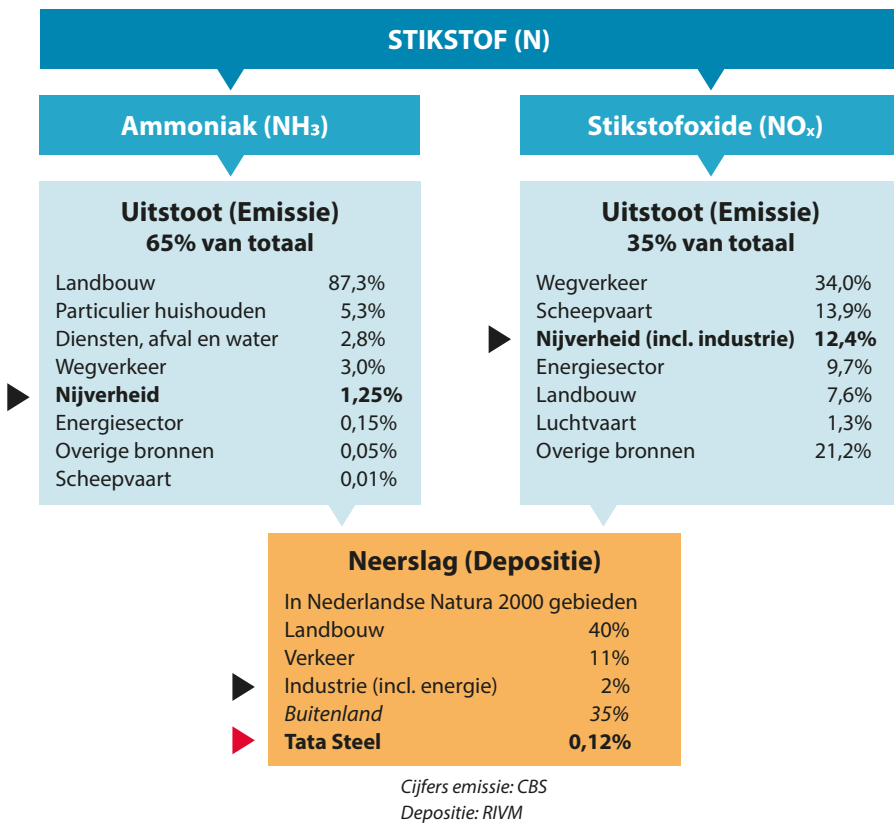 STIKSTOF (N)
Ammoniak (NH₃)
Uitstoot (Emissie)
65% van totaal
Landbouw 87,3%
Particulier huishouden 5,3%
Diensten, afval en water 2,8%
Wegverkeer 3,0%
Nijverheid 1,25%
Energiesector 0,15%
Overige bronnen 0,05%
Scheepvaart 0,01%
Stikstofoxide (NOₓ)
Uitstoot (Emissie)
35% van totaal
Wegverkeer 34,0%
Scheepvaart 13,9%
Nijverheid (incl. industrie) 12,4%
Energiesector 9,7%
Landbouw 7,6%
Luchtvaart 1,3%
Overige bronnen 21,2%
Neerslag (Depositie)
In Nederlandse Natura 2000 gebieden
Landbouw 40%
Verkeer 11%
Industrie (incl. energie) 2%
Buitenland 35%
Tata Steel 0,12%
Cijfers emissie: CBS
Depositie: RIVM